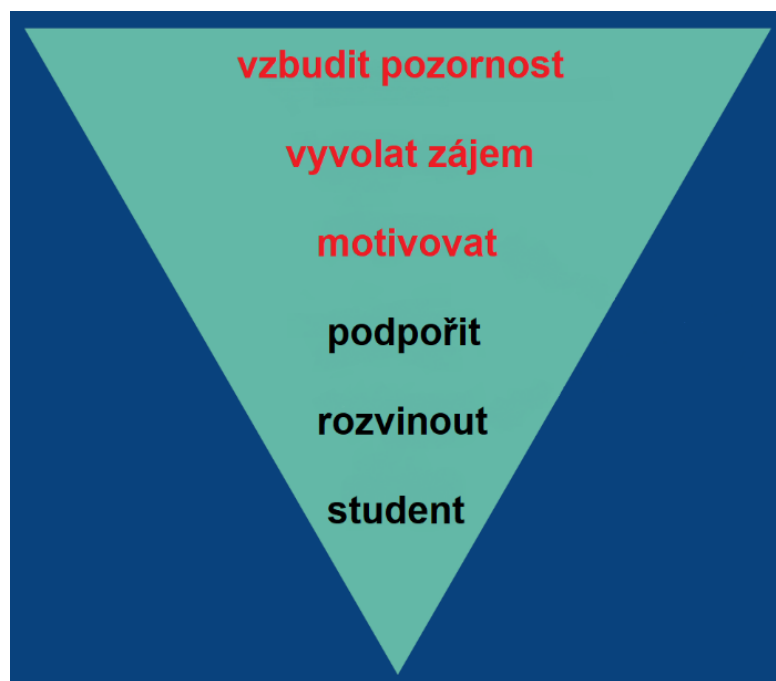 vzbudit pozornost
vyvolat zájem
motivovat
podpořit
rozvinout
student